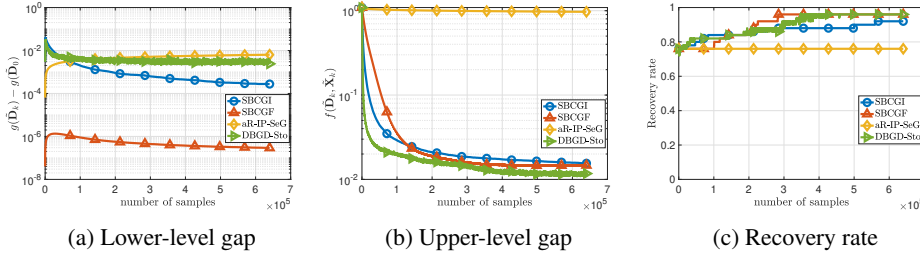 10^0
10^-2
10^-4
10^-6
10^-8
g(D̃_k) − g(D̂_0)
SBCGI
SBCGF
aR-IP-SeG
DBGD-Sto
0 1 2 3 4 5 6 7
number of samples
×10^5
(a) Lower-level gap
10^0
10^-1
10^-2
f(D̃_k, X̃_k)
SBCGI
SBCGF
aR-IP-SeG
DBGD-Sto
0 1 2 3 4 5 6 7
number of samples
×10^5
(b) Upper-level gap
1
0.8
0.6
0.4
0.2
0
Recovery rate
SBCGI
SBCGF
aR-IP-SeG
DBGD-Sto
0 1 2 3 4 5 6 7
number of samples
(c) Recovery rate